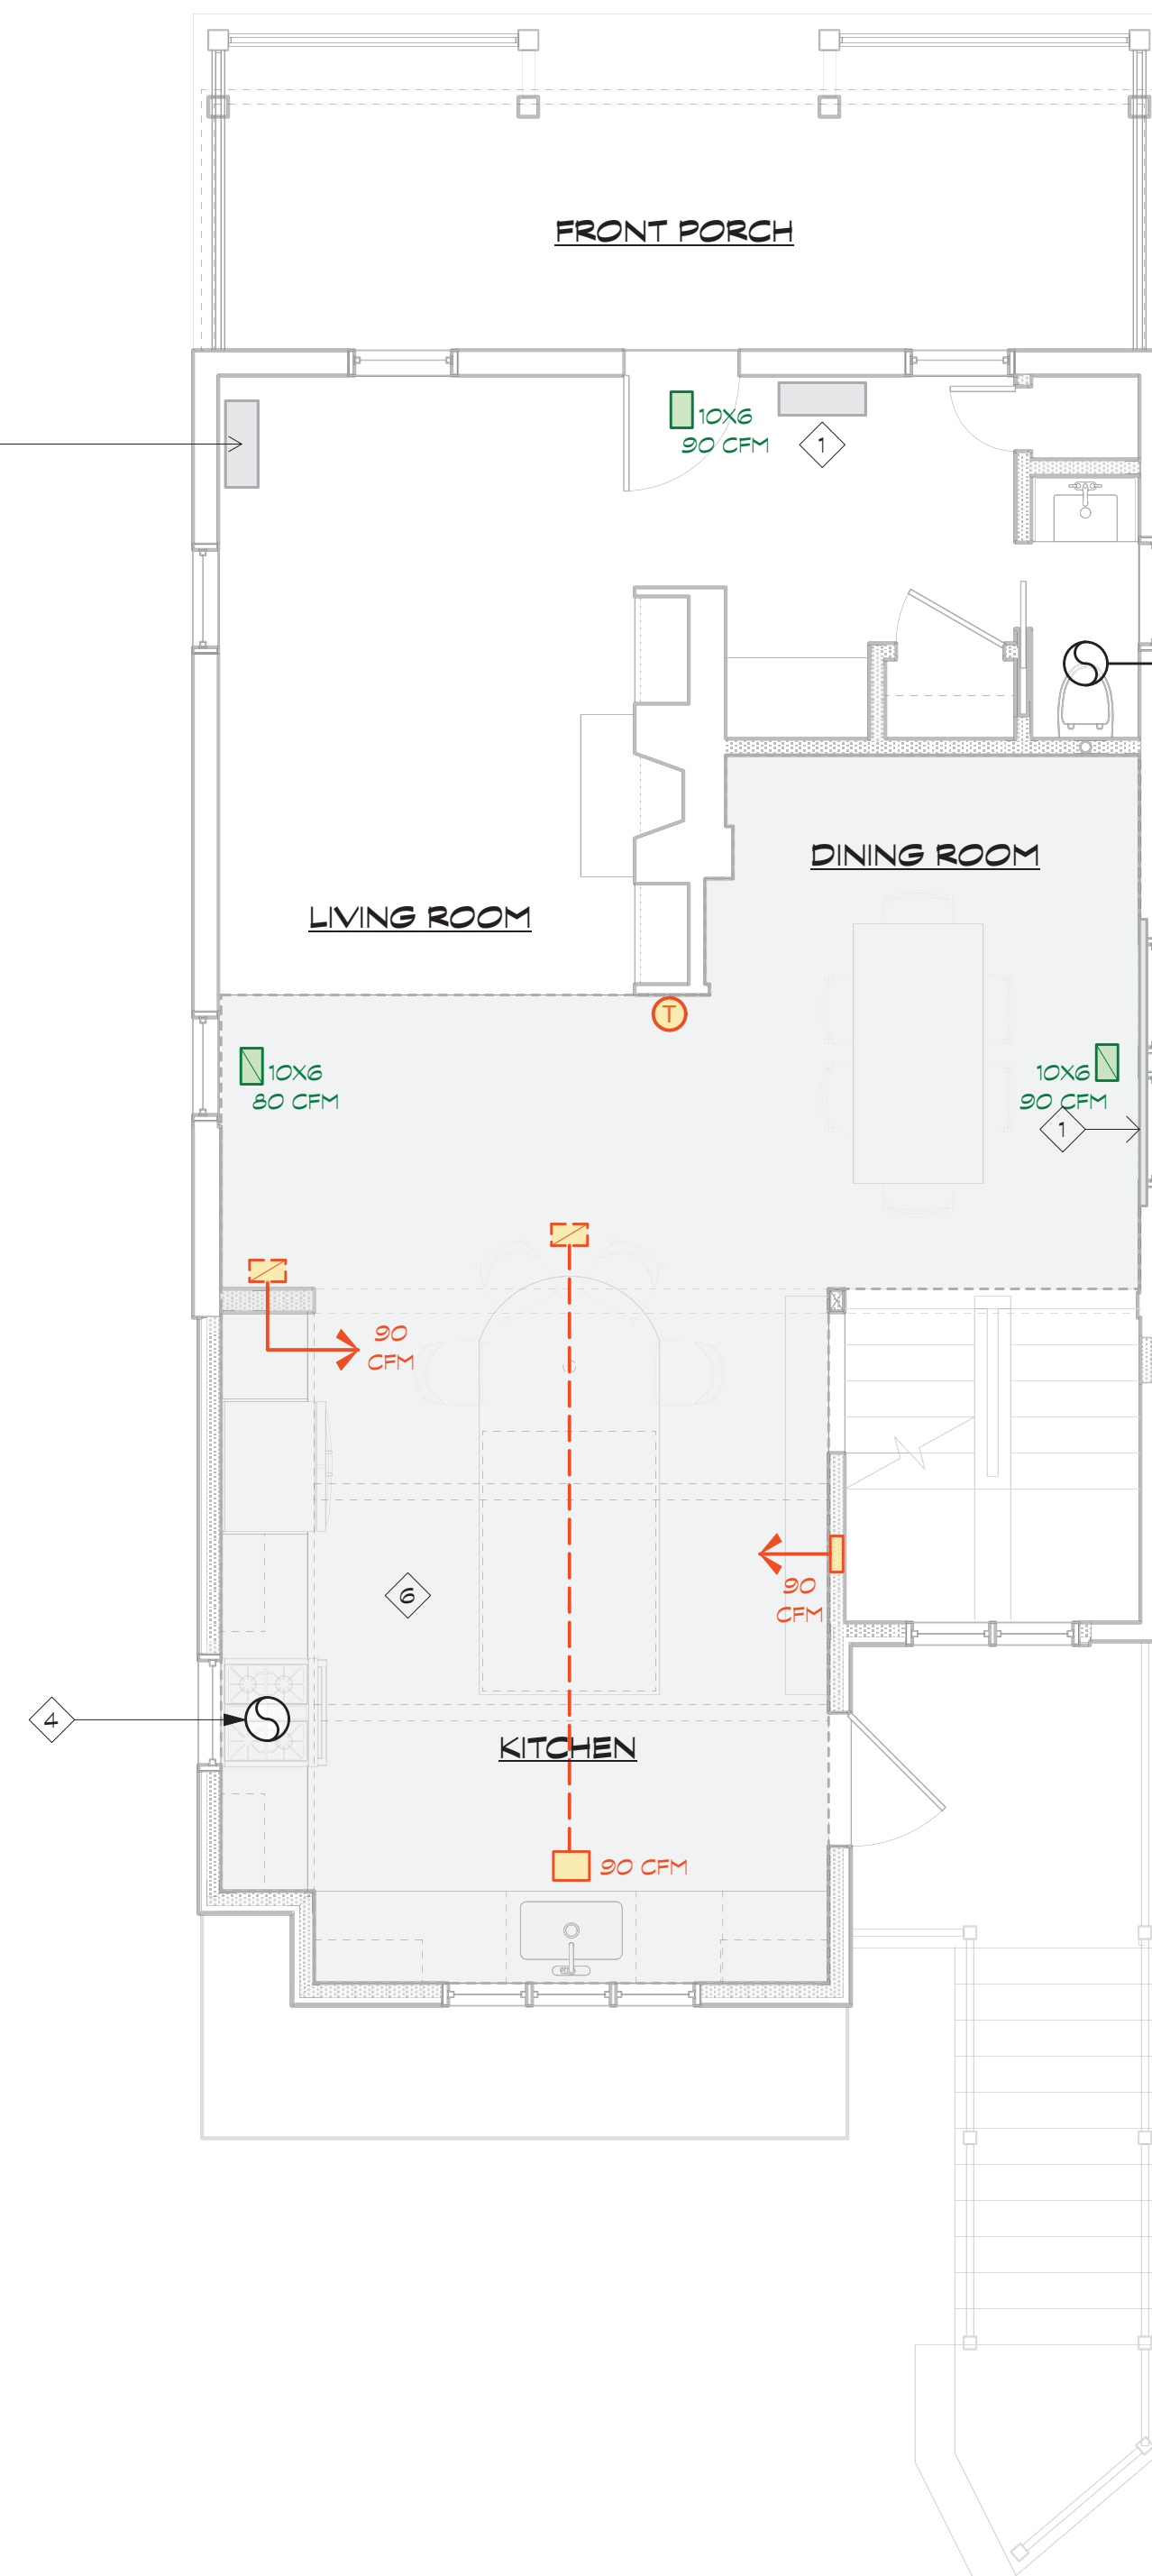 FRONT PORCH
10X6
90 CFM
1
DINING ROOM
LIVING ROOM
T
10X6
80 CFM
10X6
90 CFM
1
90
CFM
90
CFM
6
4
KITCHEN
90 CFM